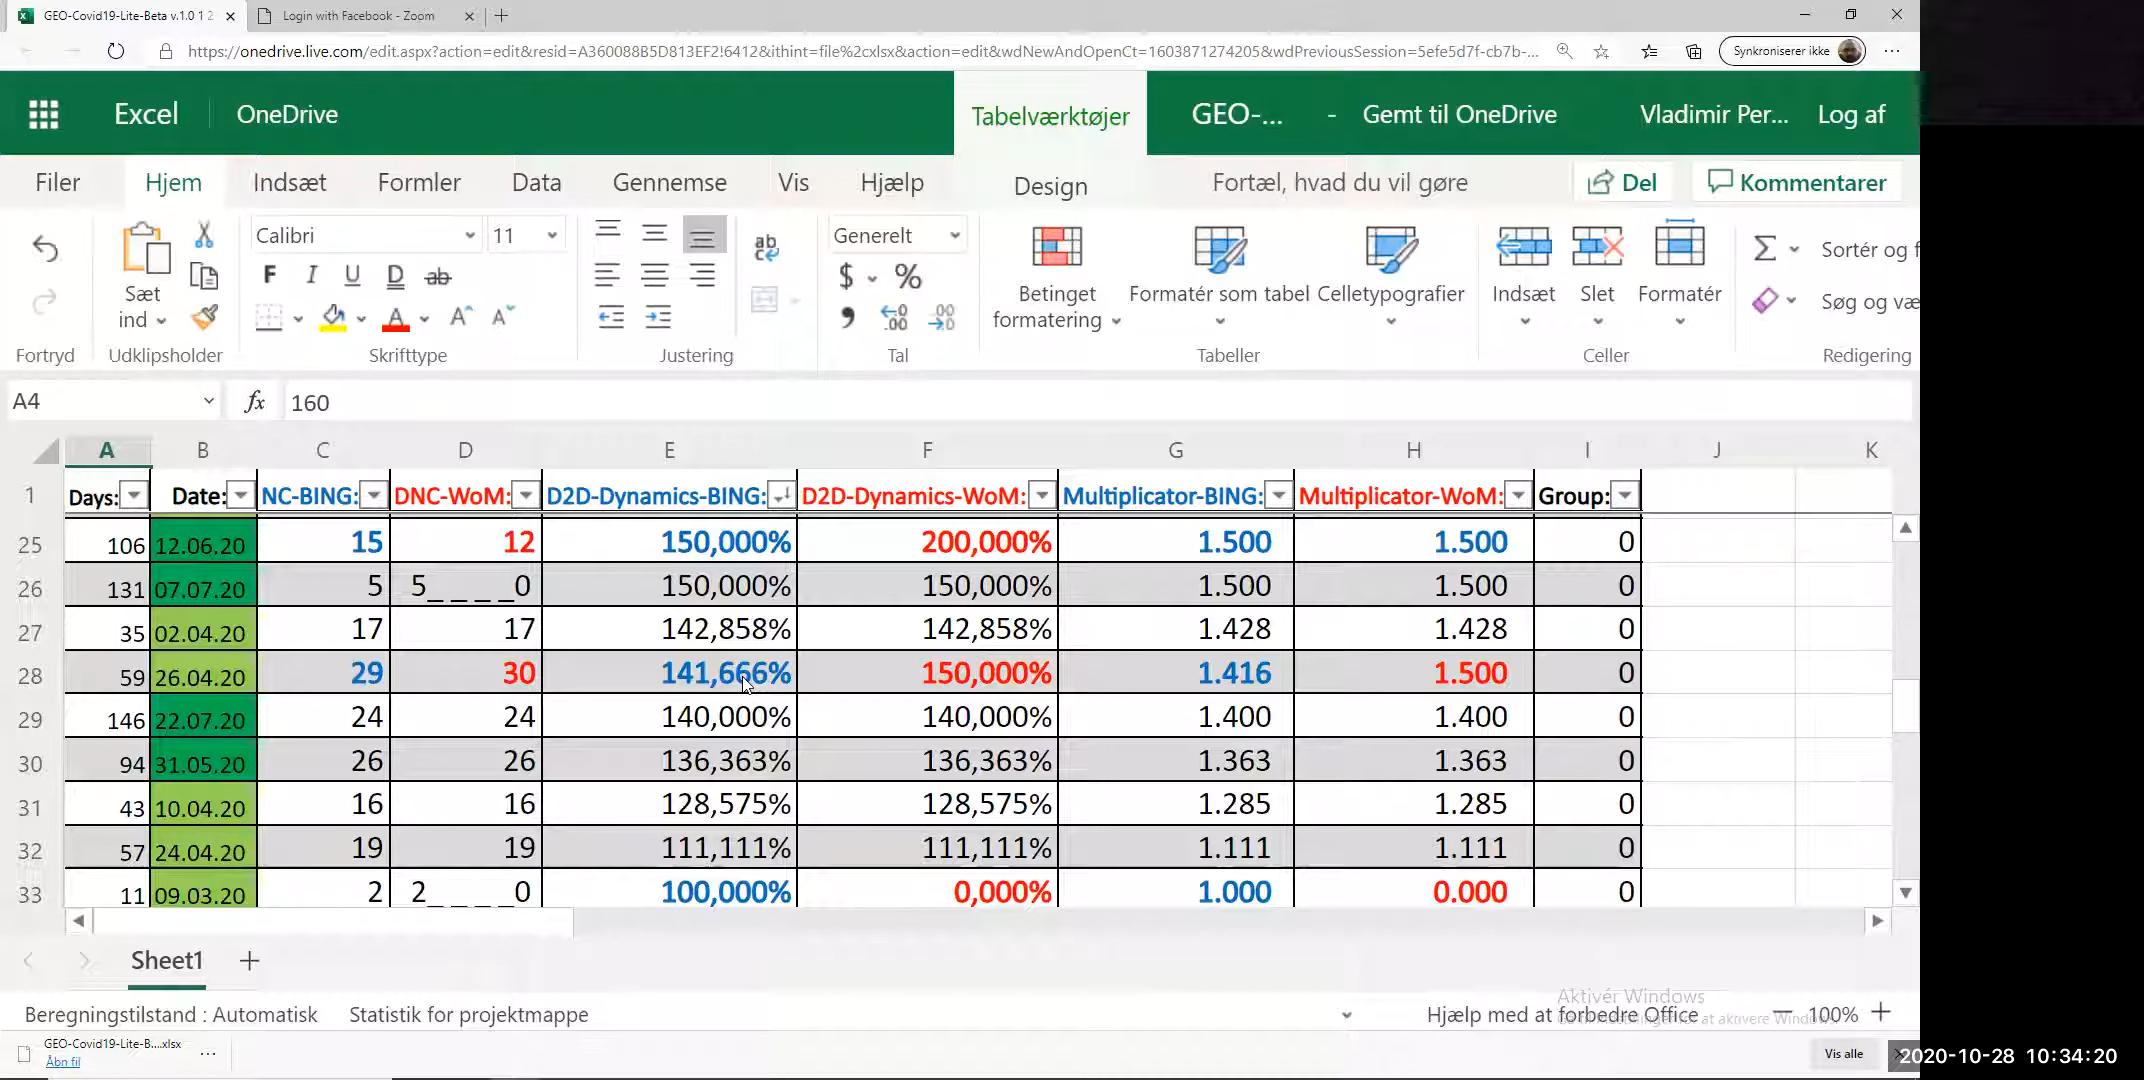 GEO-Covid19-Lite-Beta v.1.0 1 2
Login with Facebook - Zoom
https://onedrive.live.com/edit.aspx?action=edit&resid=A360088B5D813EF2!6412&ithint=file%2cxlsx&action=edit&wdNewAndOpenCt=1603871274205&wdPreviousSession=5efe5d7f-cb7b-...
Synkroniserer ikke
Excel OneDrive Tabelværktøjer GEO-... - Gemt til OneDrive Vladimir Per... Log af
Filer Hjem Indsæt Formler Data Gennemse Vis Hjælp Design Fortæl, hvad du vil gøre Del Kommentarer
Sæt ind
Calibri 11
F I U D ab
A A A
ab c
Generelt
$ %
Betinget formatering
Formatér som tabel
Celletypografier
Indsæt Slet Formatér
Sortér og f
Søg og væ
Fortryd Udklipsholder Skrifttype Justering Tal Tabeller Celler Redigering
A4 fx 160
A B C D E F G H I J K
1 Days: Date: NC-BING: DNC-WoM: D2D-Dynamics-BING: D2D-Dynamics-WoM: Multiplicator-BING: Multiplicator-WoM: Group:
25 106 12.06.20 15 12 150,000% 200,000% 1.500 1.500 0
26 131 07.07.20 5 5____0 150,000% 150,000% 1.500 1.500 0
27 35 02.04.20 17 17 142,858% 142,858% 1.428 1.428 0
28 59 26.04.20 29 30 141,666% 150,000% 1.416 1.500 0
29 146 22.07.20 24 24 140,000% 140,000% 1.400 1.400 0
30 94 31.05.20 26 26 136,363% 136,363% 1.363 1.363 0
31 43 10.04.20 16 16 128,575% 128,575% 1.285 1.285 0
32 57 24.04.20 19 19 111,111% 111,111% 1.111 1.111 0
33 11 09.03.20 2 2____0 100,000% 0,000% 1.000 0.000 0
Sheet1
Aktivér Windows
Beregningstilstand : Automatisk Statistik for projektmappe Hjælp med at forbedre Office 100%
at aktivere Windows.
GEO-Covid19-Lite-B....xlsx
Åbn fil
Vis alle
2020-10-28 10:34:20